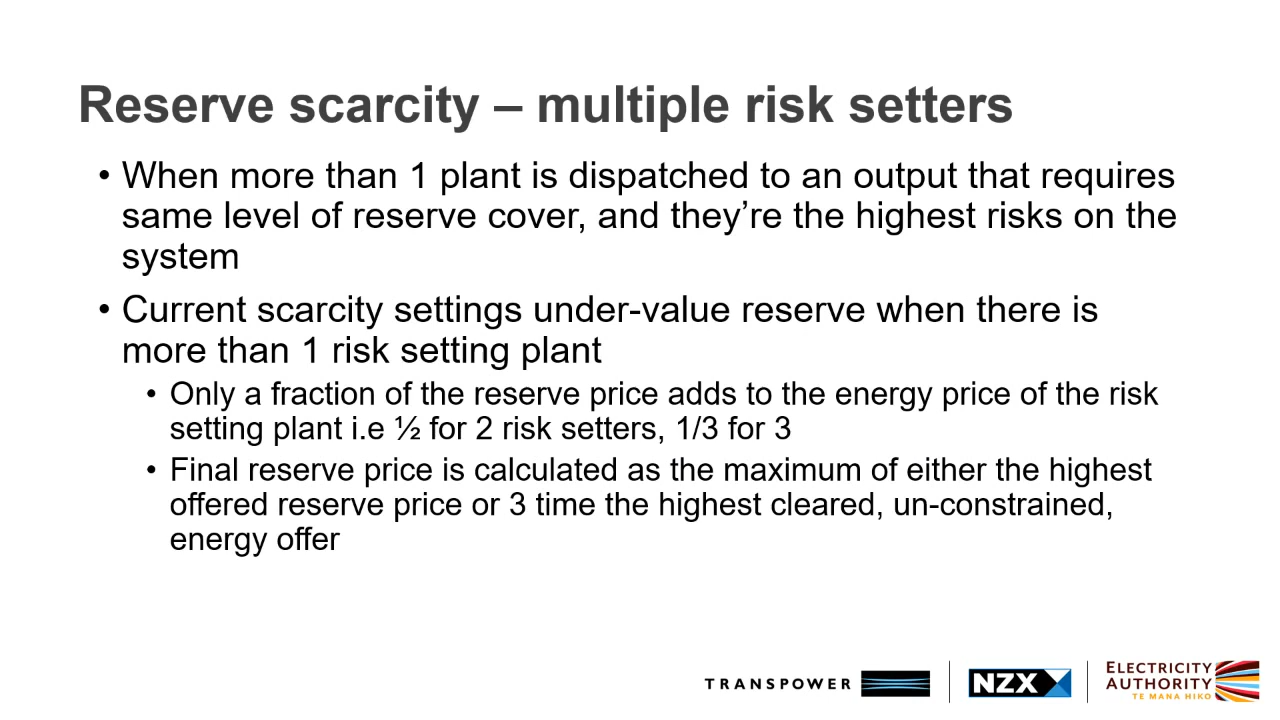 Reserve scarcity – multiple risk setters
• When more than 1 plant is dispatched to an output that requires
same level of reserve cover, and they’re the highest risks on the
system
• Current scarcity settings under-value reserve when there is
more than 1 risk setting plant
• Only a fraction of the reserve price adds to the energy price of the risk
setting plant i.e ½ for 2 risk setters, 1/3 for 3
• Final reserve price is calculated as the maximum of either the highest
offered reserve price or 3 time the highest cleared, un-constrained,
energy offer
TRANSPOWER
NZX
ELECTRICITY
AUTHORITY
TE MANA HIKO